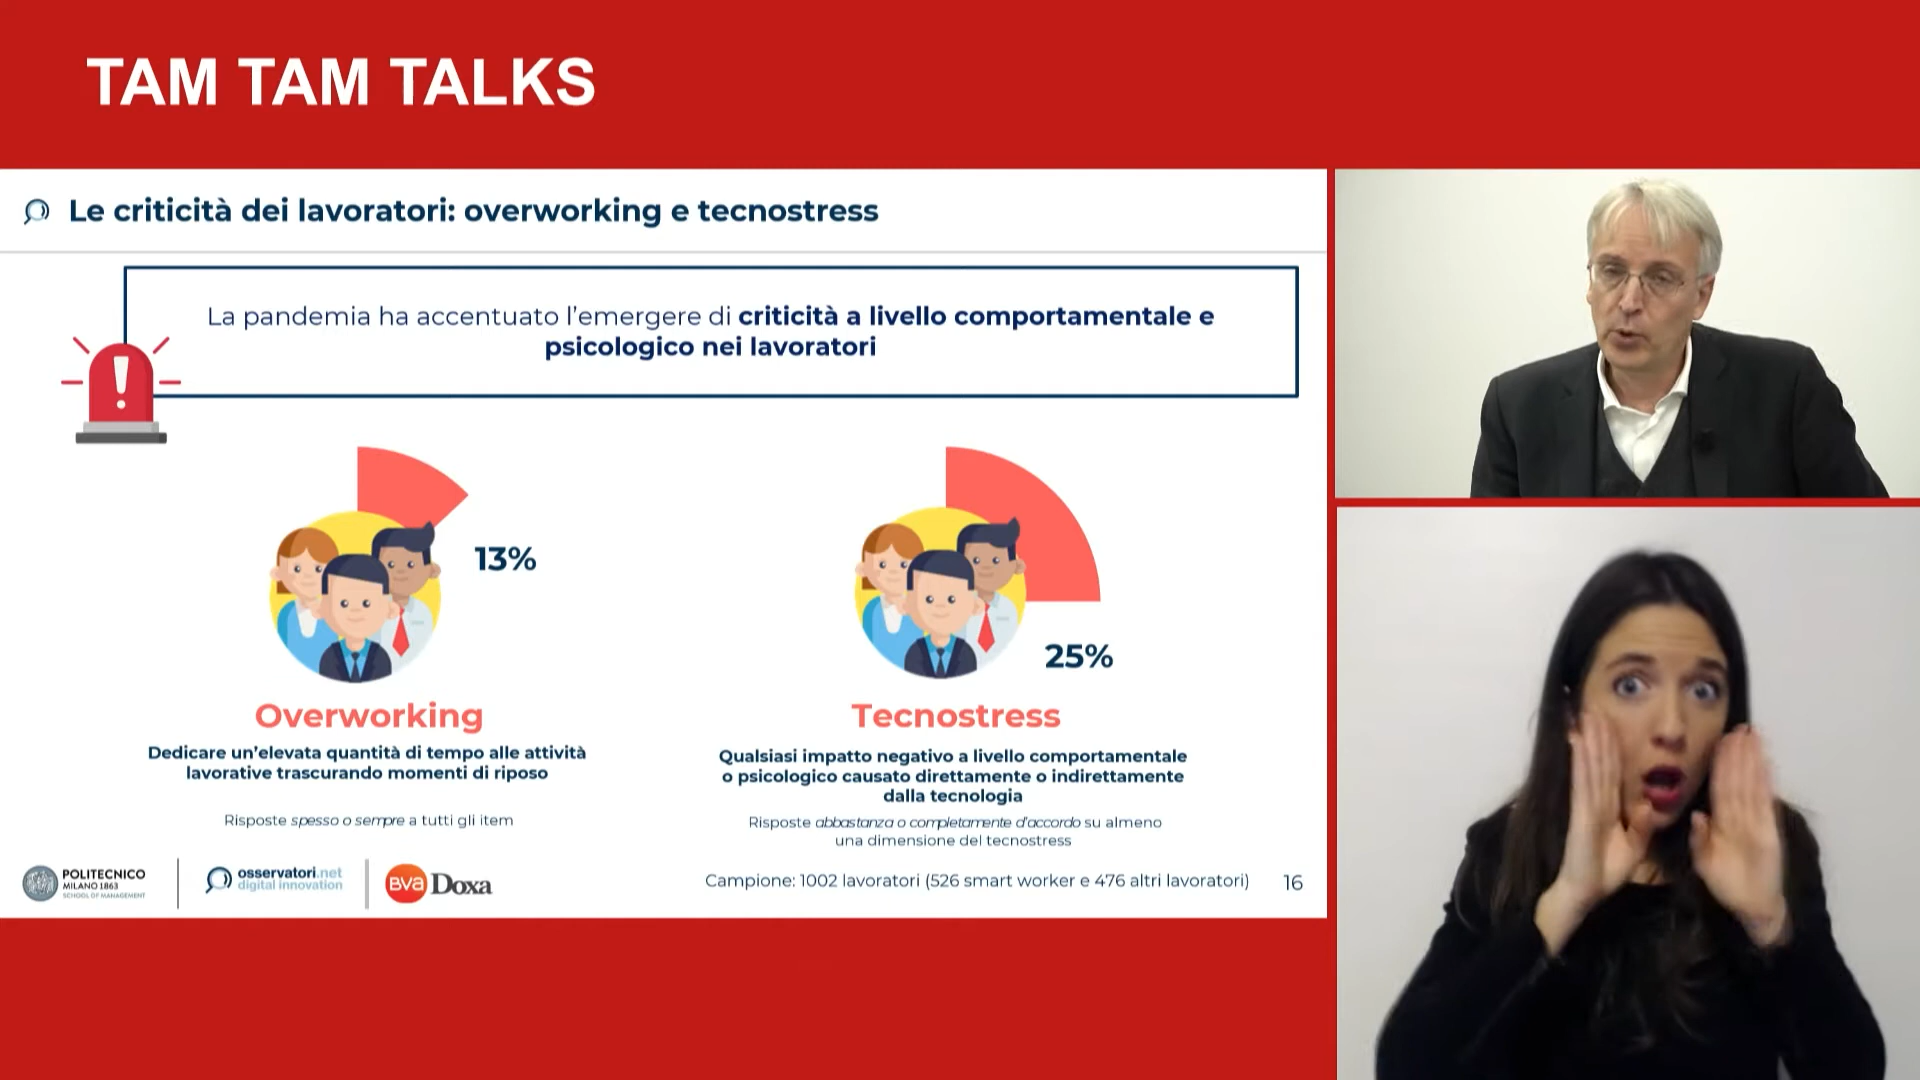 TAM TAM TALKS
Le criticità dei lavoratori: overworking e tecnostress
La pandemia ha accentuato l'emergere di criticità a livello comportamentale e
psicologico nei lavoratori
13%
Overworking
Dedicare un'elevata quantità di tempo alle attività
lavorative trascurando momenti di riposo
Risposte spesso o sempre a tutti gli item
25%
Tecnostress
Qualsiasi impatto negativo a livello comportamentale
o psicologico causato direttamente o indirettamente
dalla tecnologia
Risposte abbastanza o completamente d'accordo su almeno
una dimensione del tecnostress
POLITECNICO
MILANO 1863
SCHOOL OF MANAGEMENT
osservatori.net
digital innovation
BVA Doxa
Campione: 1002 lavoratori (526 smart worker e 476 altri lavoratori)
16